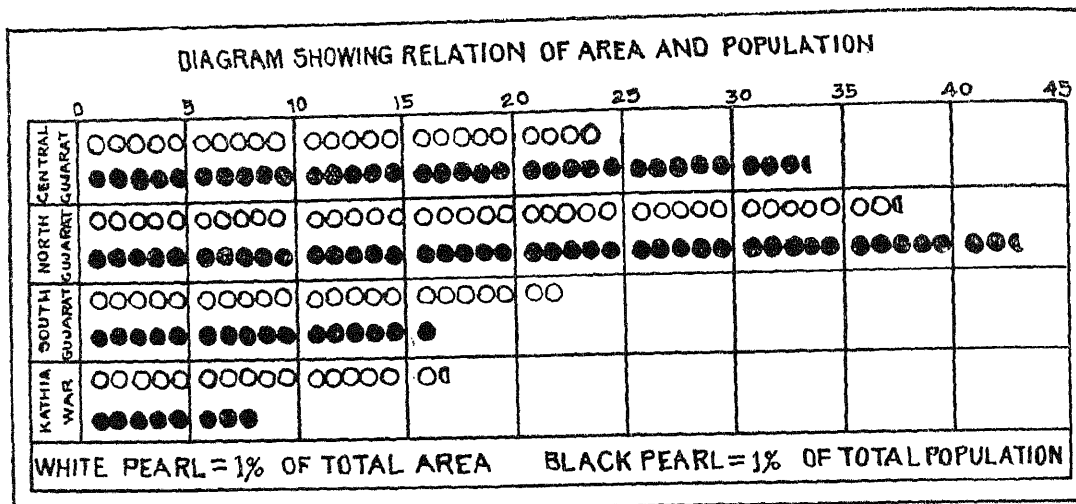 DIAGRAM SHOWING RELATION OF AREA AND POPULATION
0 5 10 15 20 25 30 35 40 45
CENTRAL
GUJARAT
NORTH
GUJARAT
SOUTH
GUJARAT
KATHIA
WAR
WHITE PEARL = 1% OF TOTAL AREA BLACK PEARL = 1% OF TOTAL POPULATION